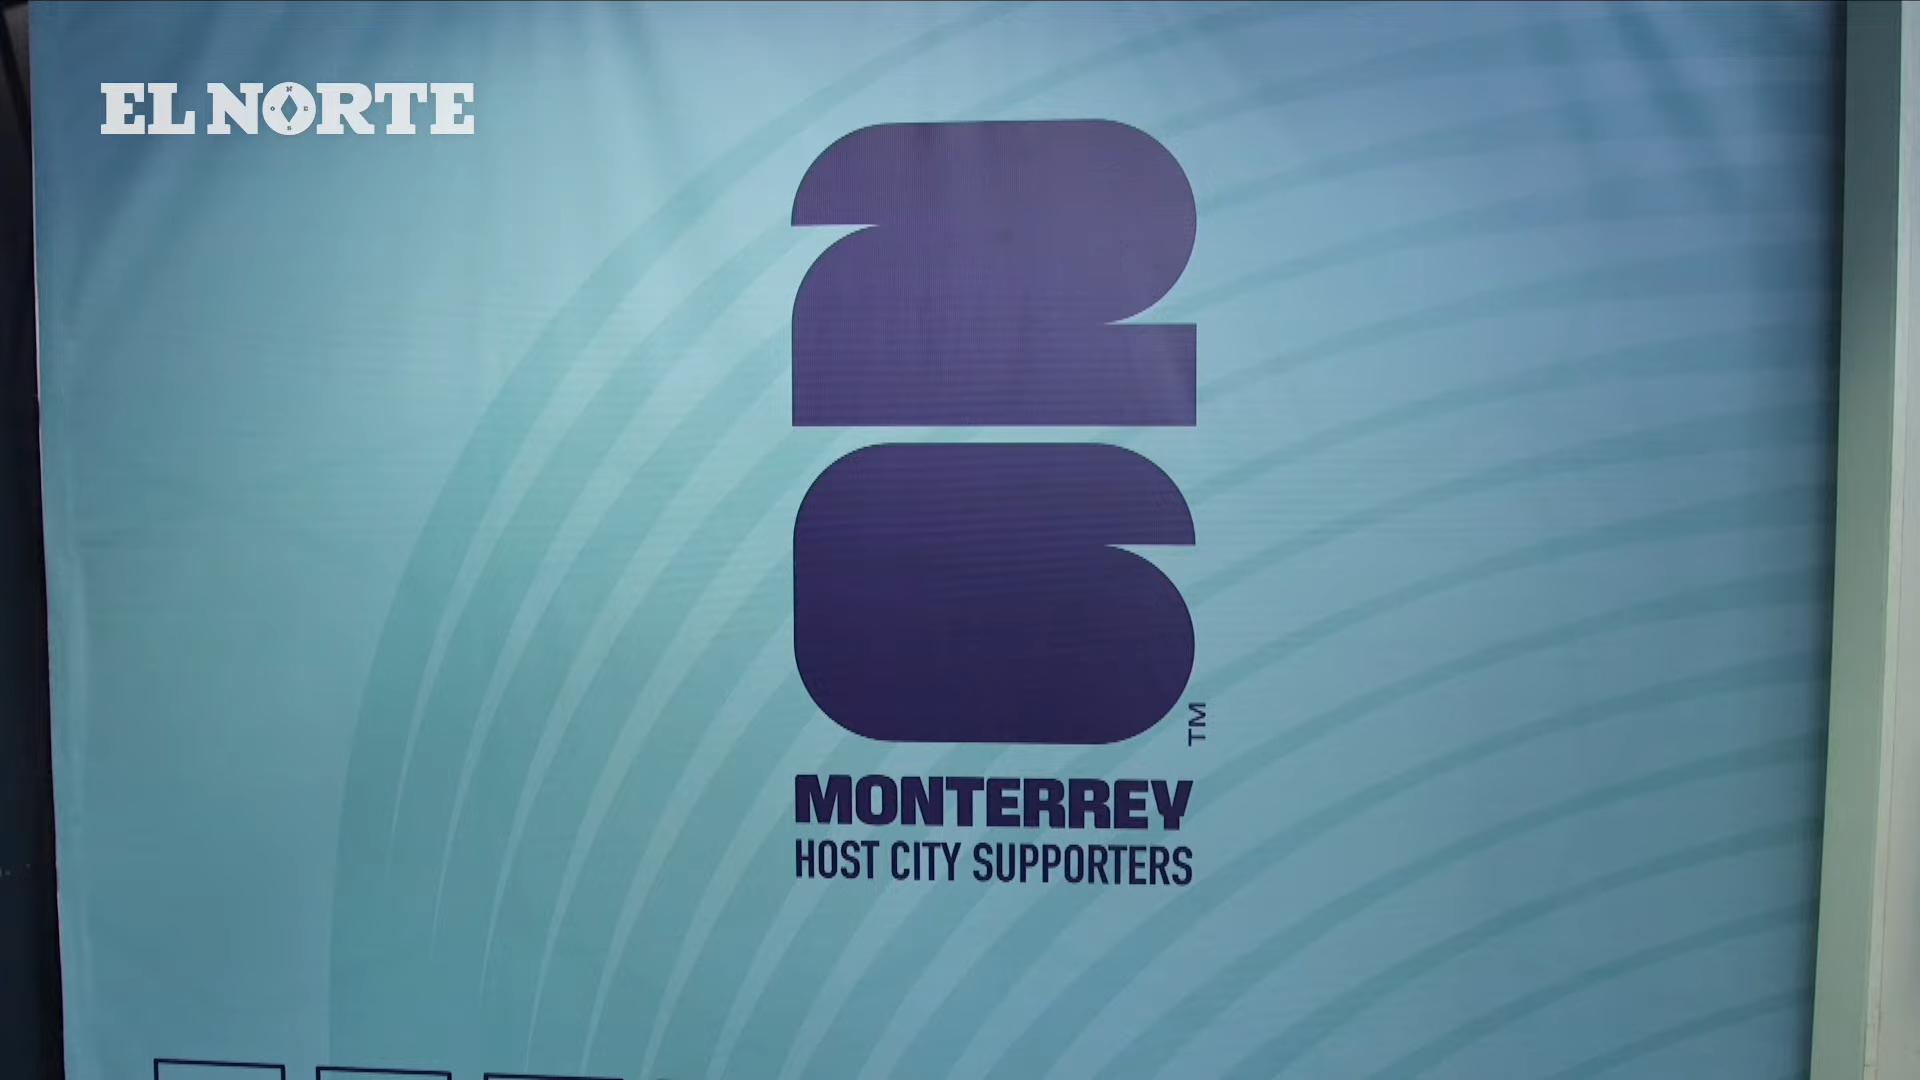 EL NORTE
26
TM
MONTERREY
HOST CITY SUPPORTERS